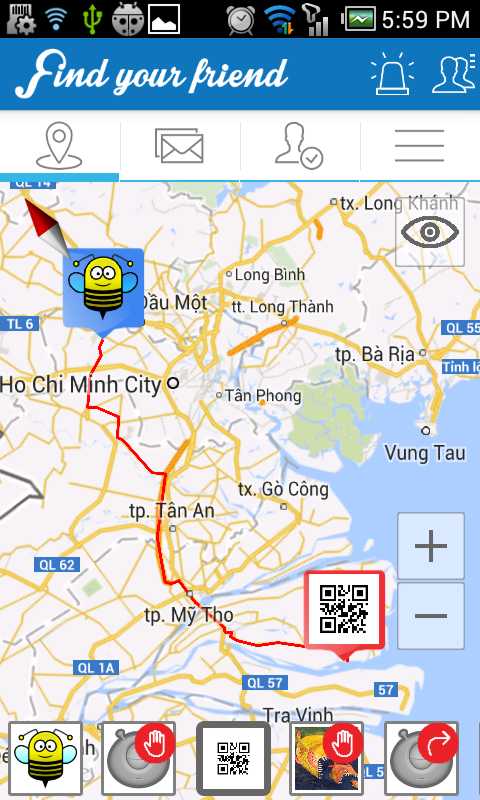 5:59 PM
Find your friend
QL 14
tx. Long Khánh
Long Bình
Dầu Một
tt. Long Thành
TL 6
QL 55
tp. Bà Rịa
Tỉnh lộ
Ho Chi Minh City
Tân Phong
Vung Tau
tx. Gò Công
tp. Tân An
QL 62
tp. Mỹ Tho
QL 1A
QL 57
57
Tra Vinh